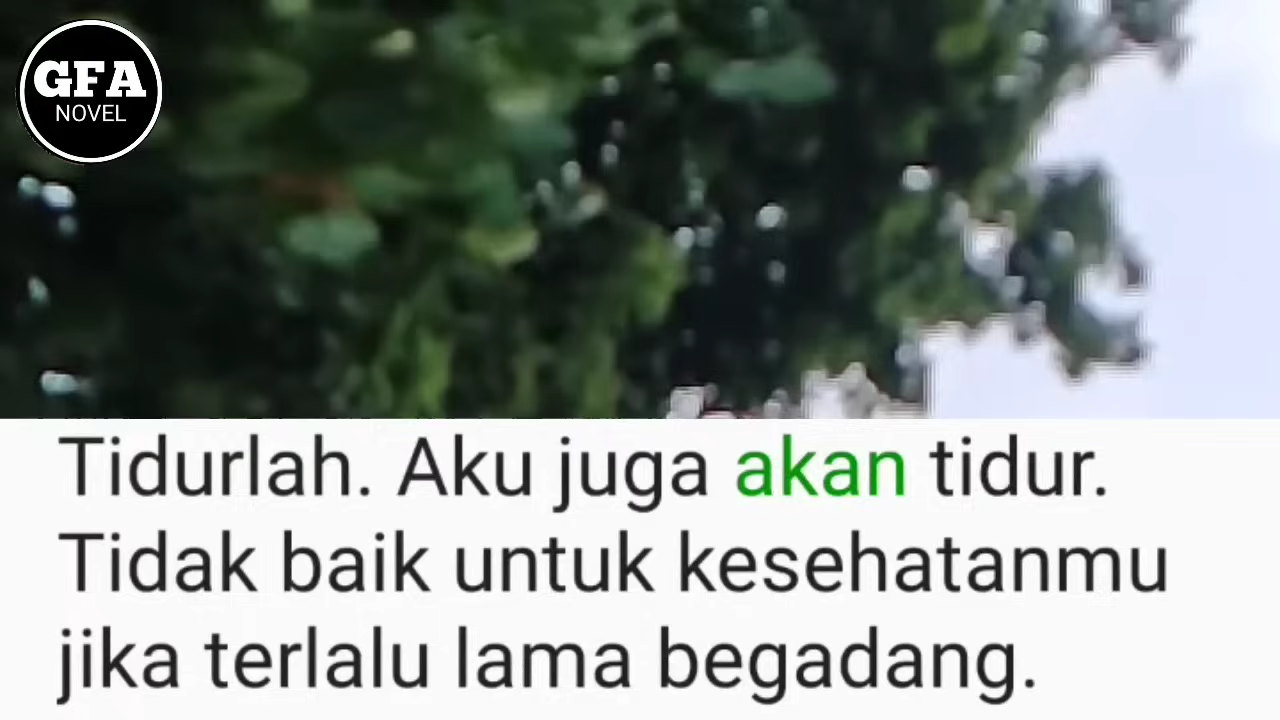 GFA
NOVEL
Tidurlah. Aku juga akan tidur.
Tidak baik untuk kesehatanmu
jika terlalu lama begadang.